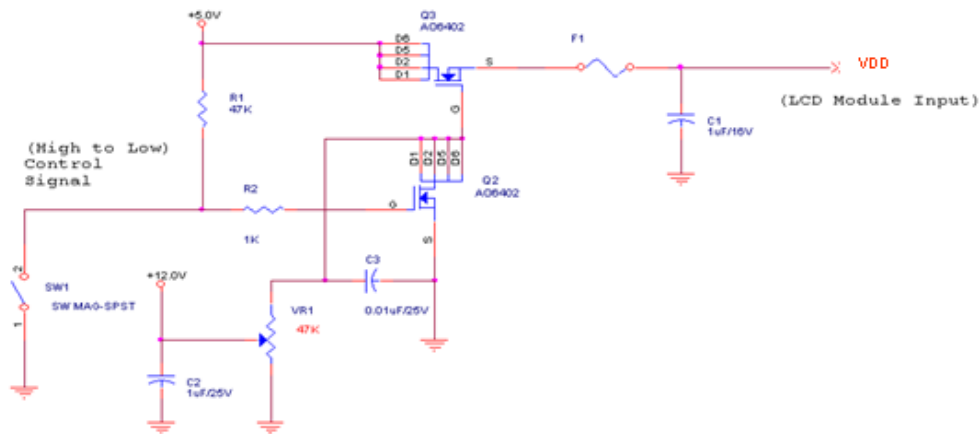 +5.0V
Q3
AO6402
D6
D5
D2
D1
S
G
F1
VDD
(LCD Module Input)
C1
1uF/16V
R1
47K
(High to Low)
Control
Signal
R2
1K
D1
D2
D5
D6
Q2
AO6402
G
S
2
SW1
SW MAG-SPST
1
+12.0V
VR1
47K
C3
0.01uF/25V
C2
1uF/25V